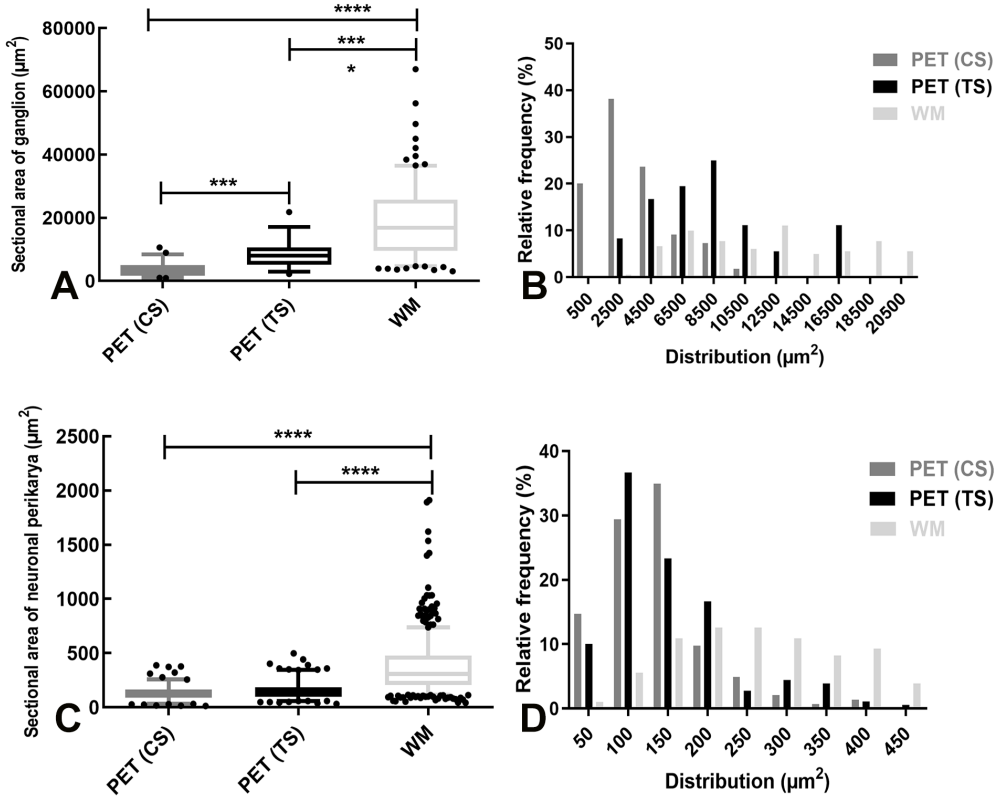 ****
***
*
***
80000
60000
40000
20000
0
Sectional area of ganglion (µm²)
PET (CS)
PET (TS)
WM
A
50
40
30
20
10
0
Relative frequency (%)
PET (CS)
PET (TS)
WM
500
2500
4500
6500
8500
10500
12500
14500
16500
18500
20500
Distribution (µm²)
B
****
****
2500
2000
1500
1000
500
0
Sectional area of neuronal perikarya (µm²)
PET (CS)
PET (TS)
WM
C
40
30
20
10
0
Relative frequency (%)
PET (CS)
PET (TS)
WM
50
100
150
200
250
300
350
400
450
Distribution (µm²)
D